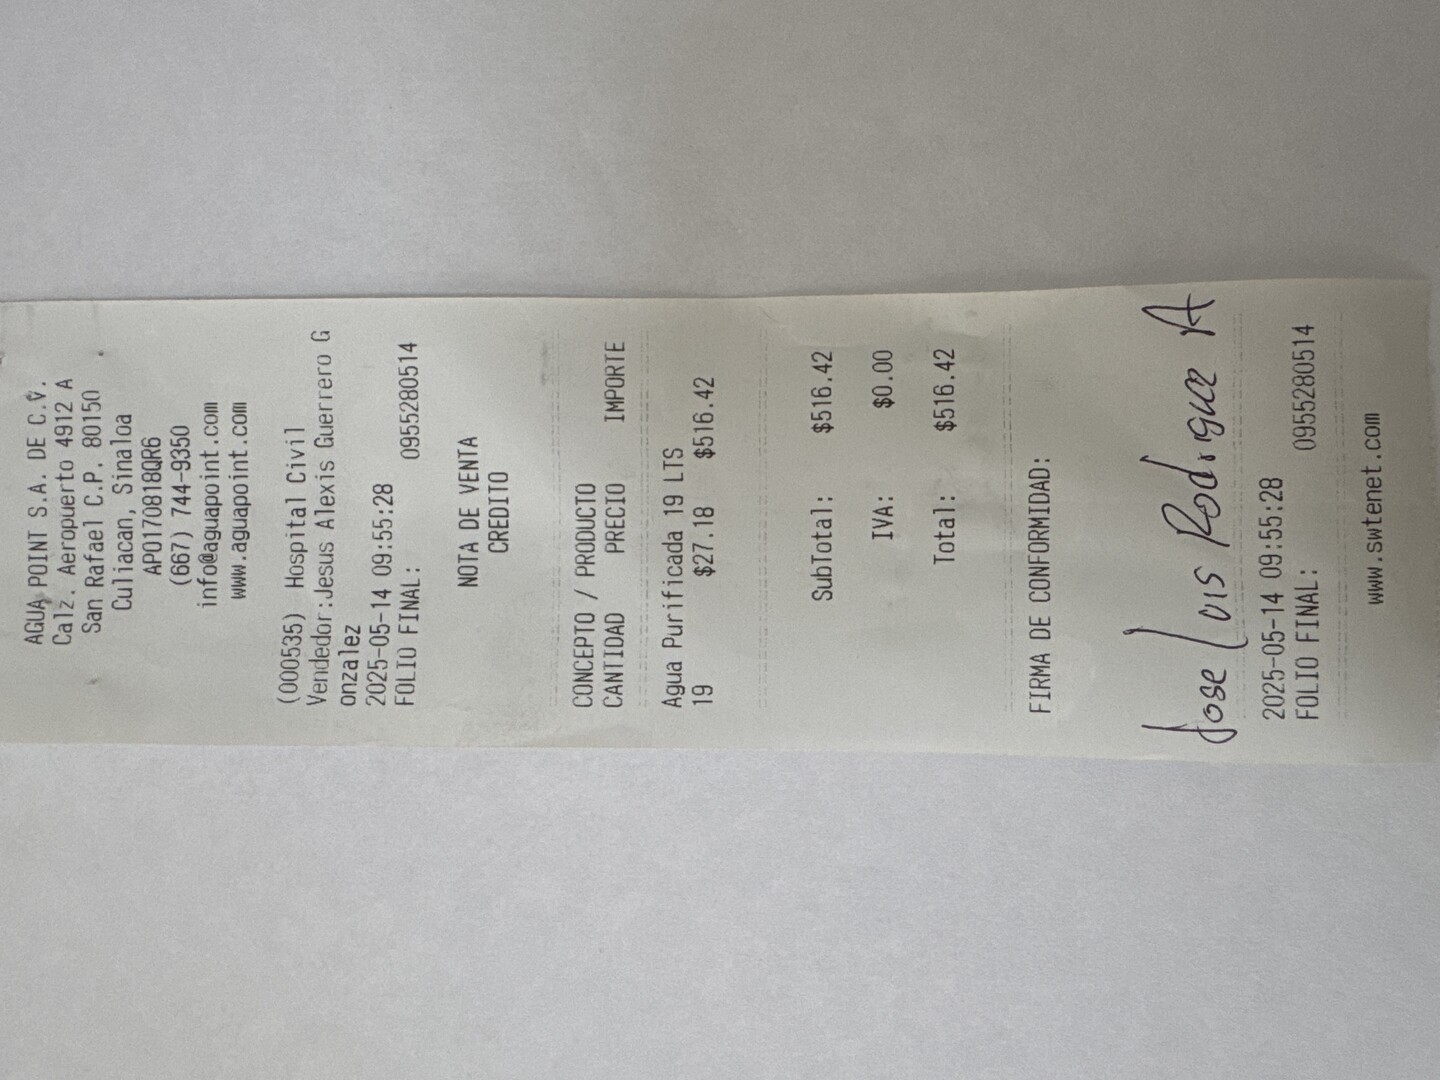 AGUA POINT S.A. DE C.V.
Calz. Aeropuerto 4912 A
San Rafael C.P. 80150
Culiacan, Sinaloa
APO170818QR6
(667) 744-9350
info@aguapoint.com
www.aguapoint.com
(000535) Hospital Civil
Vendedor:Jesus Alexis Guerrero G
onzalez
2025-05-14 09:55:28
FOLIO FINAL: 0955280514
NOTA DE VENTA
CREDITO
CONCEPTO / PRODUCTO
CANTIDAD PRECIO IMPORTE
Agua Purificada 19 LTS
19 $27.18 $516.42
SubTotal: $516.42
IVA: $0.00
Total: $516.42
FIRMA DE CONFORMIDAD:
Jose Luis Rodriguez A
2025-05-14 09:55:28
FOLIO FINAL: 0955280514
www.swtenet.com